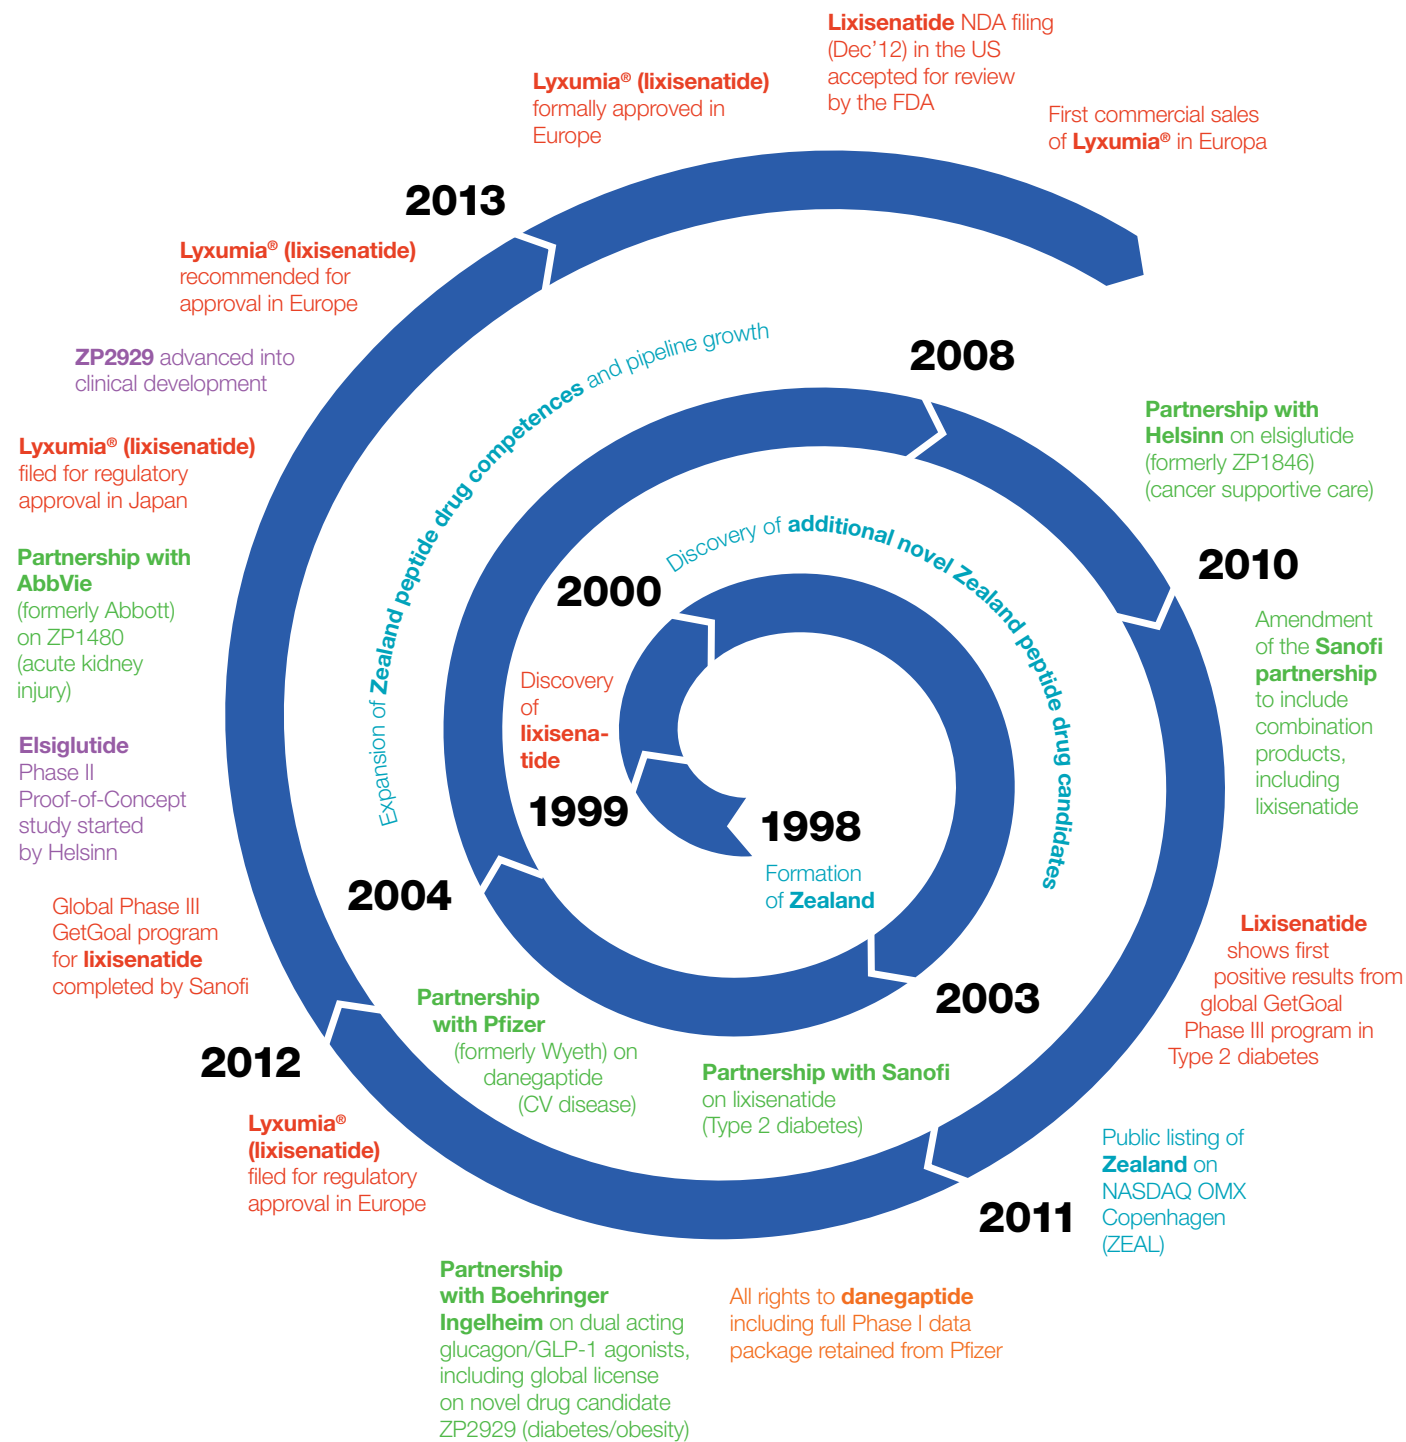 1998
Formation
of Zealand
1999
Discovery
of
lixisena-
tide
2000
Discovery of additional novel Zealand peptide drug candidates
2003
Partnership with Sanofi
on lixisenatide
(Type 2 diabetes)
Partnership
with Pfizer
(formerly Wyeth) on
danegaptide
(CV disease)
2004
Expansion of Zealand peptide drug competences and pipeline growth
2008
Partnership with
Helsinn on elsiglutide
(formerly ZP1846)
(cancer supportive care)
2010
Amendment
of the Sanofi
partnership
to include
combination
products,
including
lixisenatide
Lixisenatide
shows first
positive results from
global GetGoal
Phase III program in
Type 2 diabetes
Public listing of
Zealand on
NASDAQ OMX
Copenhagen
(ZEAL)
2011
All rights to danegaptide
including full Phase I data
package retained from Pfizer
Partnership
with Boehringer
Ingelheim on dual acting
glucagon/GLP-1 agonists,
including global license
on novel drug candidate
ZP2929 (diabetes/obesity)
Lyxumia®
(lixisenatide)
filed for regulatory
approval in Europe
2012
Global Phase III
GetGoal program
for lixisenatide
completed by Sanofi
Elsiglutide
Phase II
Proof-of-Concept
study started
by Helsinn
Partnership with
AbbVie
(formerly Abbott)
on ZP1480
(acute kidney
injury)
Lyxumia® (lixisenatide)
filed for regulatory
approval in Japan
ZP2929 advanced into
clinical development
Lyxumia® (lixisenatide)
recommended for
approval in Europe
2013
Lyxumia® (lixisenatide)
formally approved in
Europe
Lixisenatide NDA filing
(Dec’12) in the US
accepted for review
by the FDA
First commercial sales
of Lyxumia® in Europa